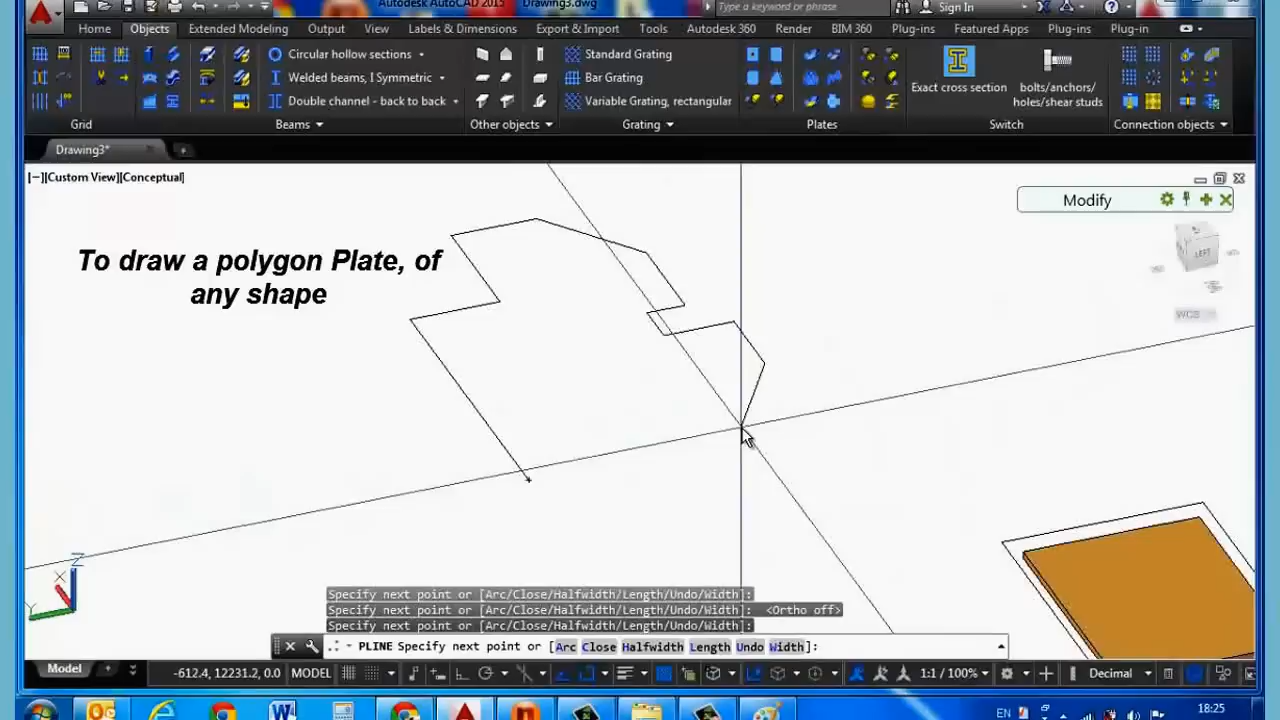 Autodesk AutoCAD 2015 Drawing3.dwg
Type a keyword or phrase
Sign In
Home Objects Extended Modeling Output View Labels & Dimensions Export & Import Tools Autodesk 360 Render BIM 360 Plug-ins Featured Apps Plug-ins Plug-in
Circular hollow sections
Standard Grating
Welded beams, I Symmetric
Bar Grating
Exact cross section
bolts/anchors/
holes/shear studs
Double channel - back to back
Variable Grating, rectangular
Grid Beams Other objects Grating Plates Switch Connection objects
Drawing3*
[−][Custom View][Conceptual]
Modify
LEFT
WCS
To draw a polygon Plate, of
any shape
Z
X
Y
Specify next point or [Arc/Close/Halfwidth/Length/Undo/Width]:
Specify next point or [Arc/Close/Halfwidth/Length/Undo/Width]: <Ortho off>
Specify next point or [Arc/Close/Halfwidth/Length/Undo/Width]:
PLINE Specify next point or [Arc Close Halfwidth Length Undo Width]:
Model
-612.4, 12231.2, 0.0 MODEL 1:1 / 100% Decimal
EN 18:25